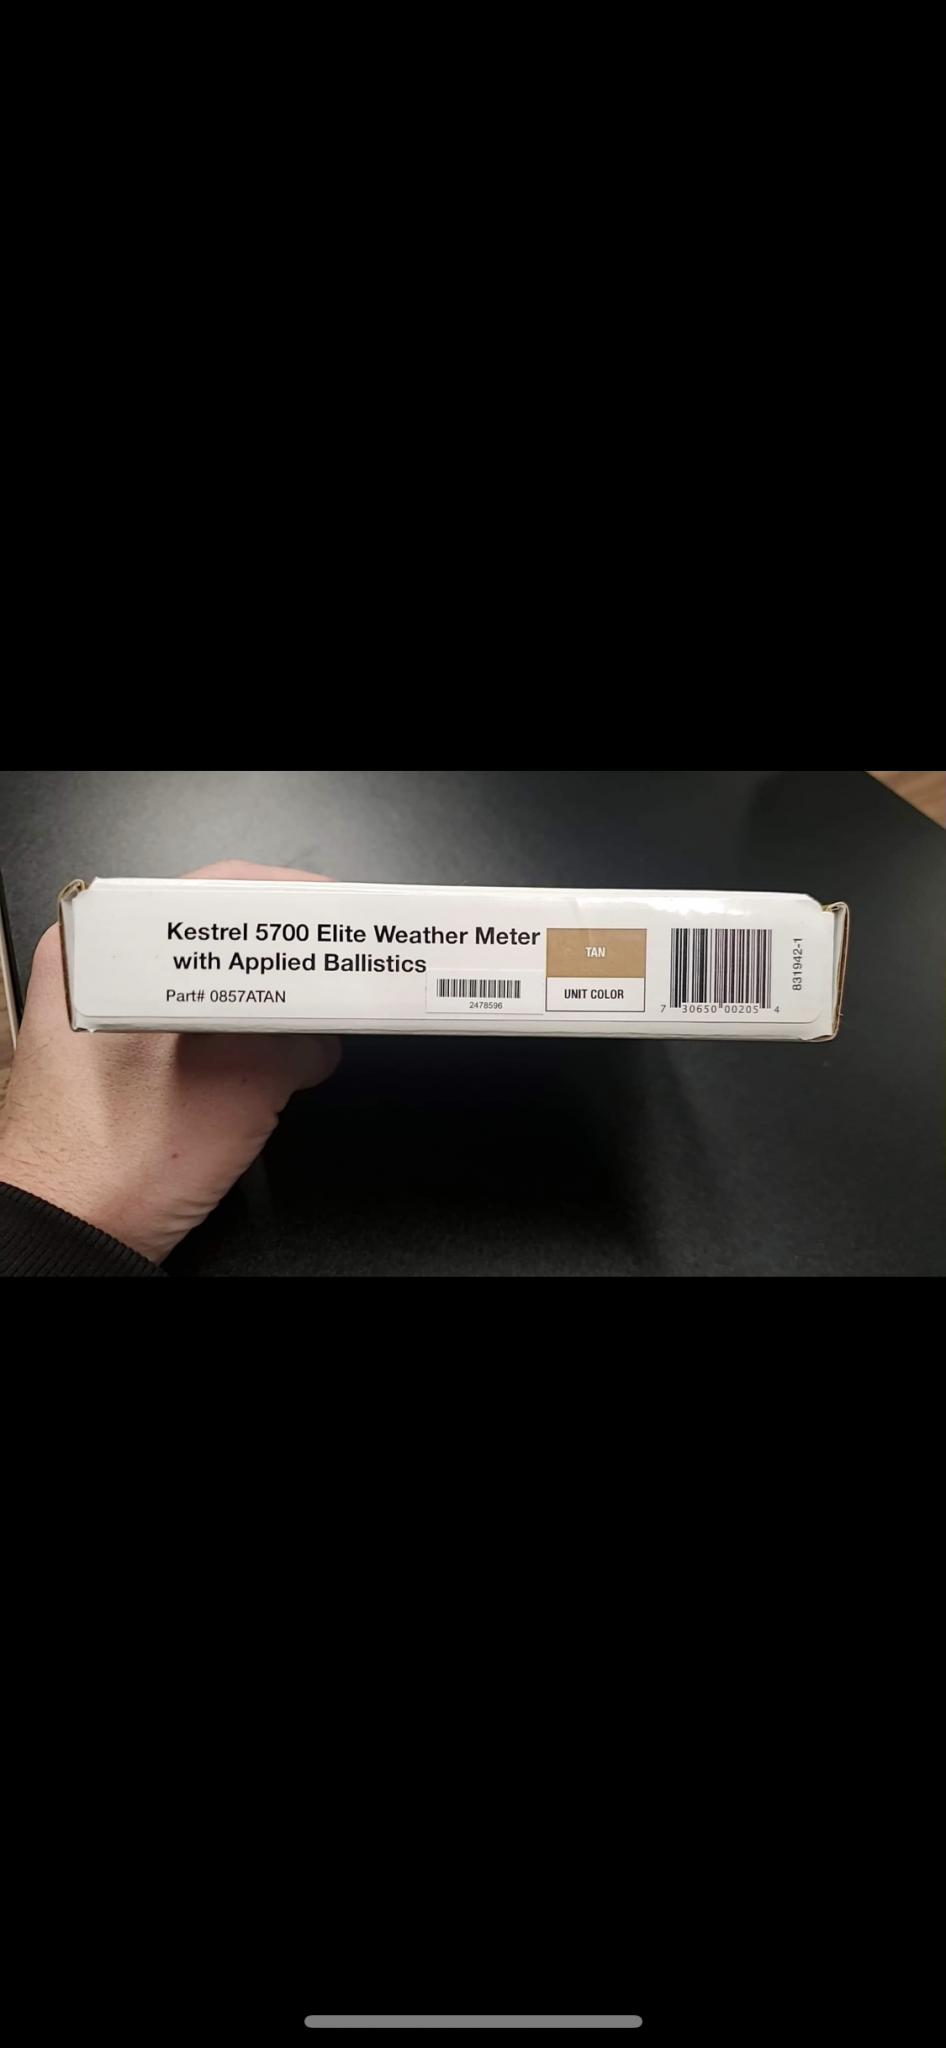 Kestrel 5700 Elite Weather Meter
with Applied Ballistics
Part# 0857ATAN
2478596
TAN
UNIT COLOR
7 30650 00205 4
831942-1